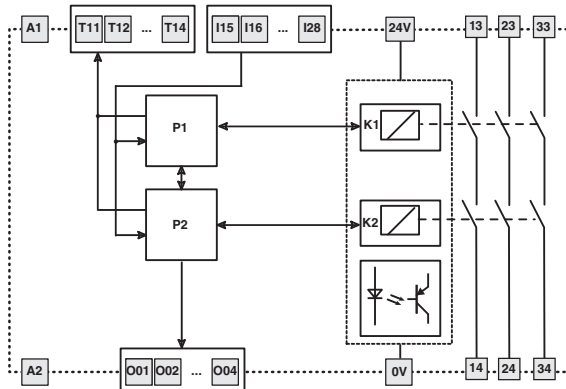 A1 T11 T12 ... T14 I15 I16 ... I28 24V 13 23 33
P1 K1
P2 K2
A2 O01 O02 ... O04 0V 14 24 34